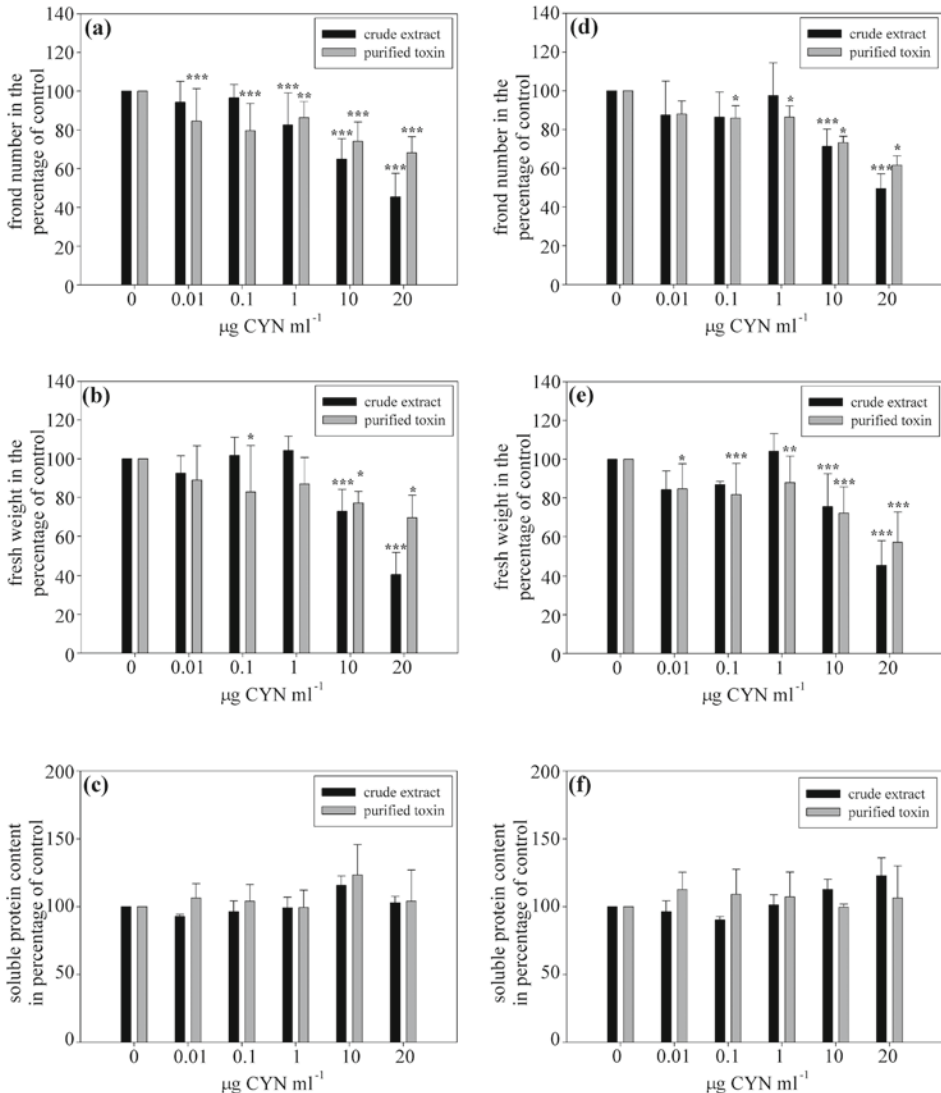 (a)
crude extract
purified toxin
frond number in the
percentage of control
140
120
100
80
60
40
20
0
*** *** *** ** *** *** *** ***
0 0.01 0.1 1 10 20
µg CYN ml⁻¹
(d)
crude extract
purified toxin
frond number in the
percentage of control
140
120
100
80
60
40
20
0
* * *** * *** *
0 0.01 0.1 1 10 20
µg CYN ml⁻¹
(b)
crude extract
purified toxin
fresh weight in the
percentage of control
140
120
100
80
60
40
20
0
* *** * *** *
0 0.01 0.1 1 10 20
µg CYN ml⁻¹
(e)
crude extract
purified toxin
fresh weight in the
percentage of control
140
120
100
80
60
40
20
0
* *** ** *** *** *** ***
0 0.01 0.1 1 10 20
µg CYN ml⁻¹
(c)
crude extract
purified toxin
soluble protein content
in percentage of control
200
150
100
50
0
0 0.01 0.1 1 10 20
µg CYN ml⁻¹
(f)
crude extract
purified toxin
soluble protein content
in percentage of control
200
150
100
50
0
0 0.01 0.1 1 10 20
µg CYN ml⁻¹